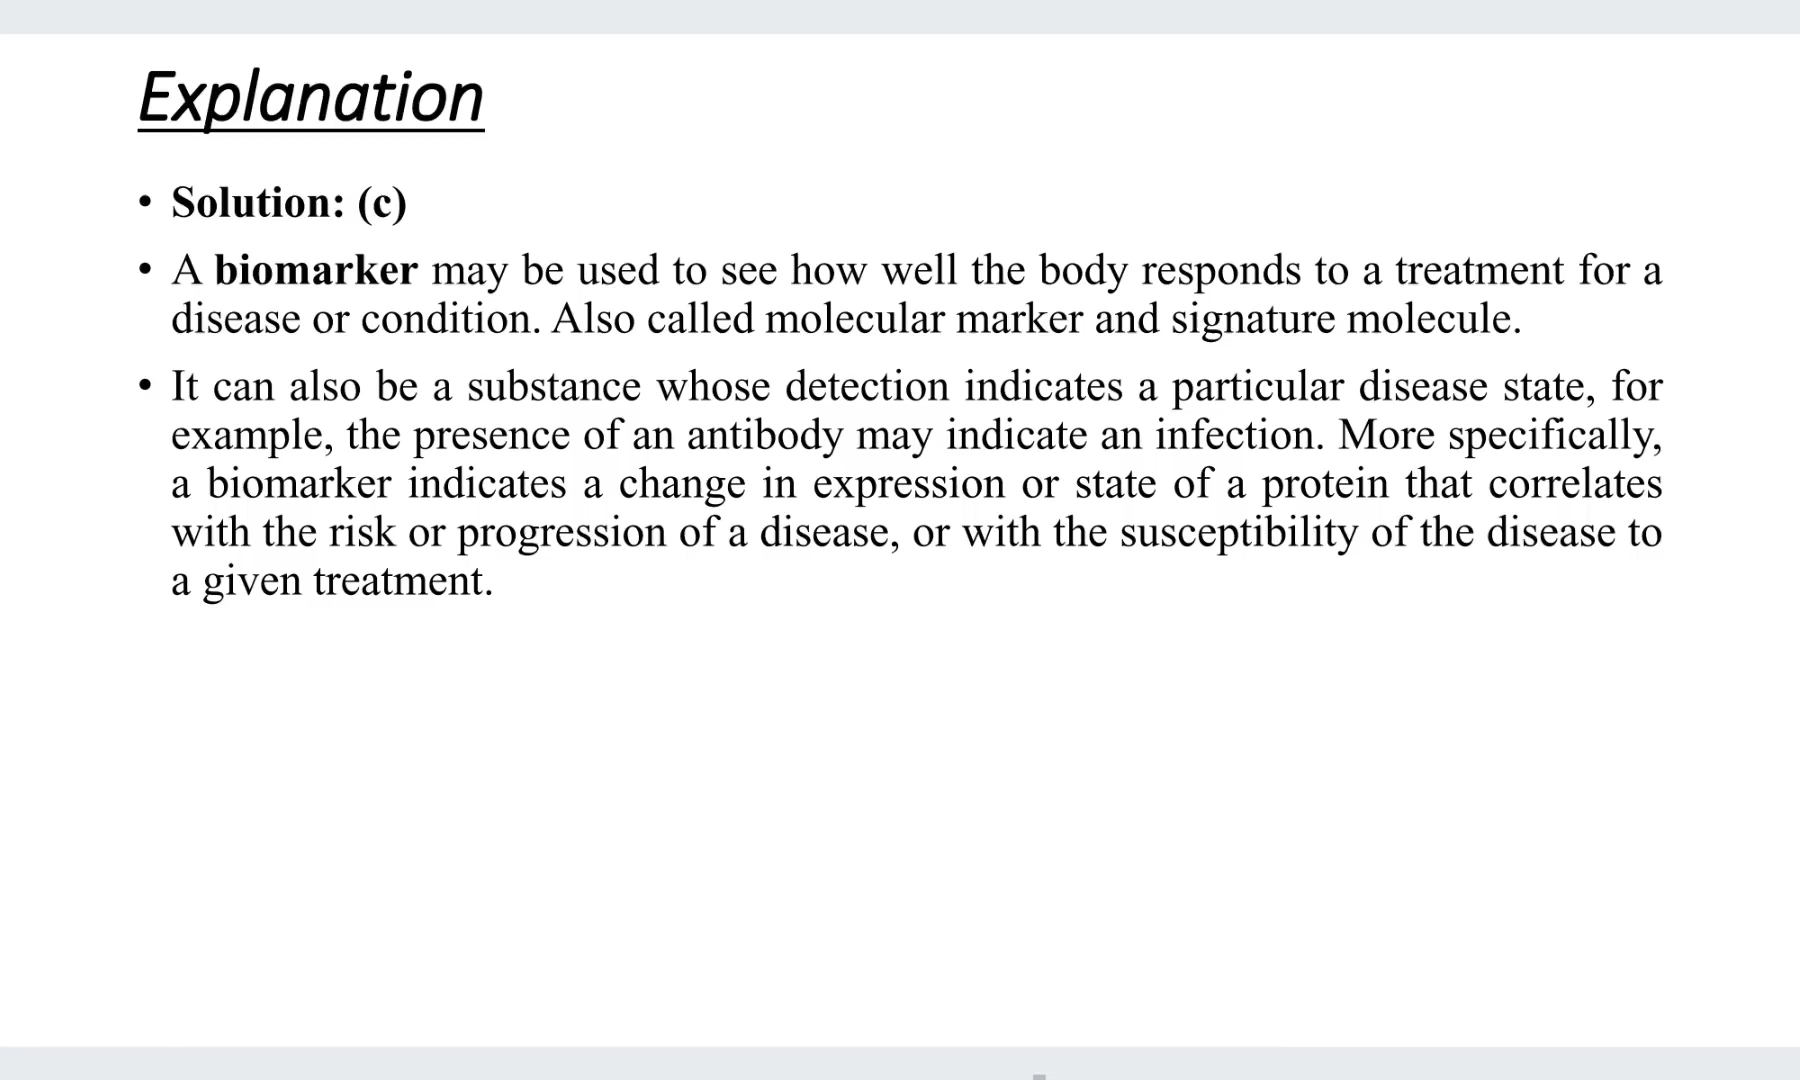 Explanation
• Solution: (c)
• A biomarker may be used to see how well the body responds to a treatment for a
disease or condition. Also called molecular marker and signature molecule.
• It can also be a substance whose detection indicates a particular disease state, for
example, the presence of an antibody may indicate an infection. More specifically,
a biomarker indicates a change in expression or state of a protein that correlates
with the risk or progression of a disease, or with the susceptibility of the disease to
a given treatment.